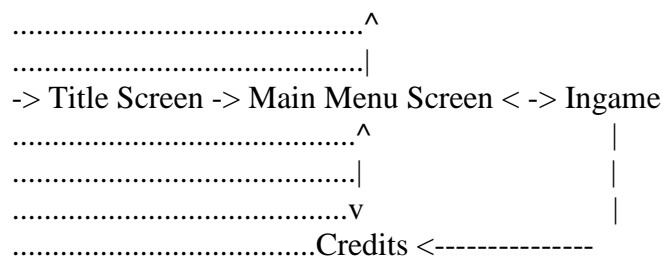 ............................................^
............................................|
-> Title Screen -> Main Menu Screen < -> Ingame
...........................................^ |
...........................................| |
..........................................v |
......................................Credits <---------------